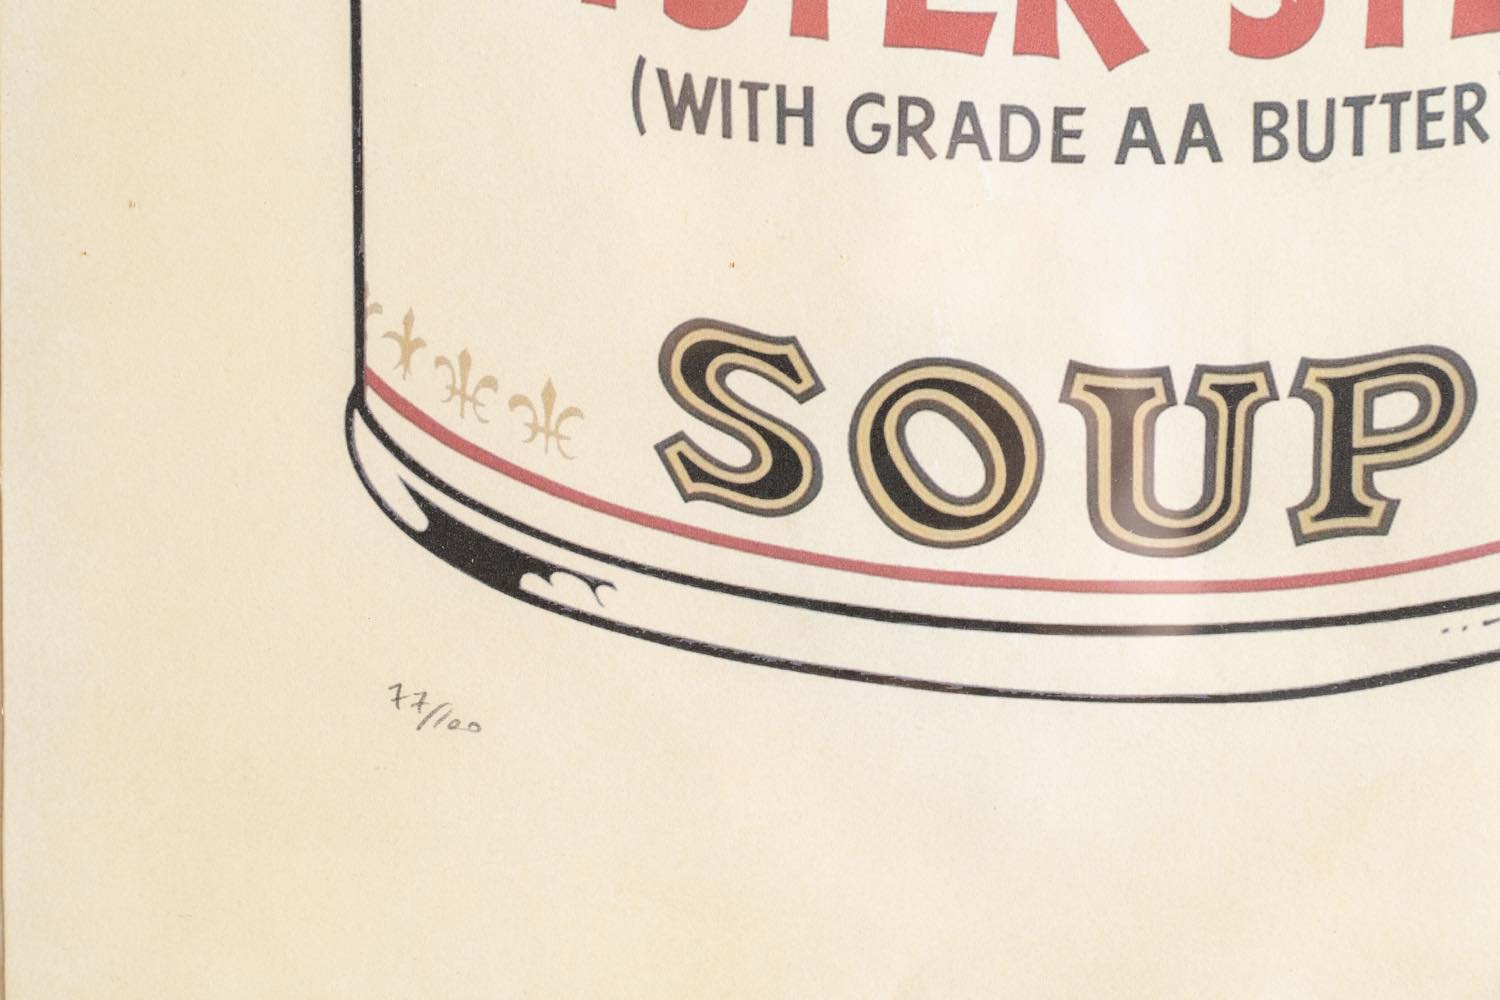 (WITH GRADE AA BUTTER)
SOUP
77/100